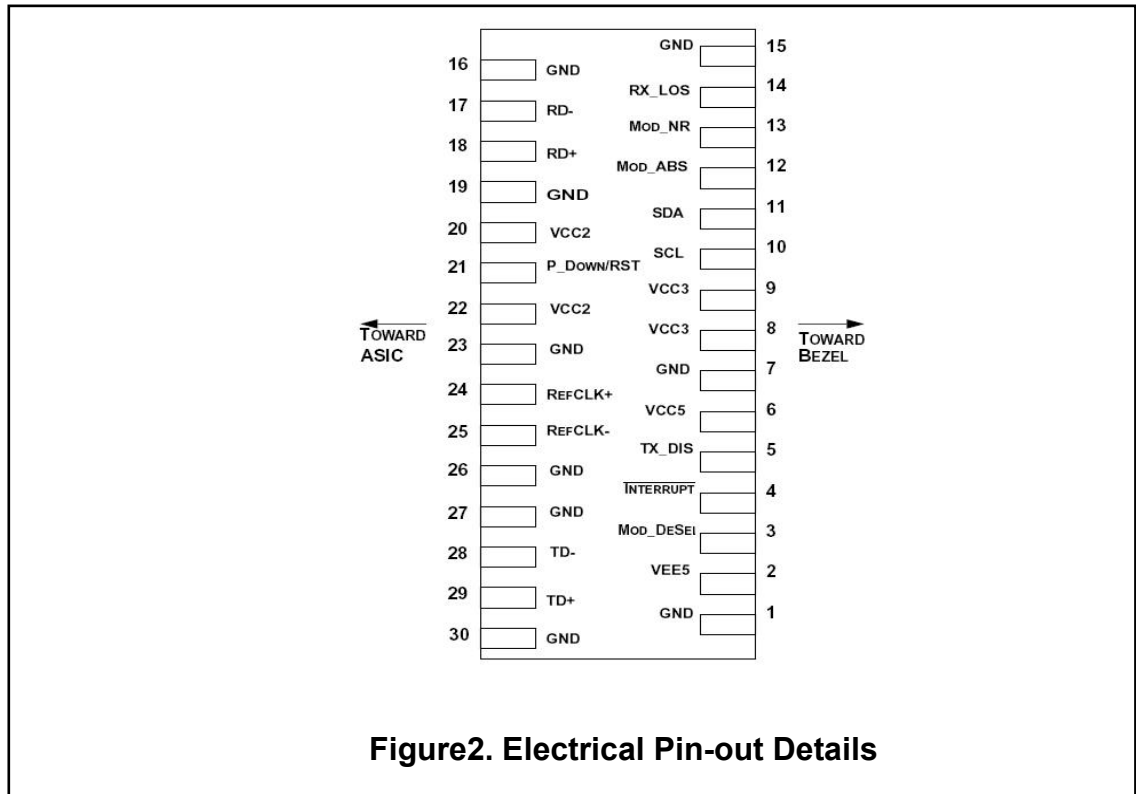 16 GND
17 RD-
18 RD+
19 GND
20 VCC2
21 P_DOWN/RST
22 VCC2
23 GND
24 REFCLK+
25 REFCLK-
26 GND
27 GND
28 TD-
29 TD+
30 GND
GND 15
RX_LOS 14
MOD_NR 13
MOD_ABS 12
SDA 11
SCL 10
VCC3 9
VCC3 8
GND 7
VCC5 6
TX_DIS 5
INTERRUPT 4
MOD_DESEL 3
VEE5 2
GND 1
TOWARD
ASIC
TOWARD
BEZEL
Figure2. Electrical Pin-out Details